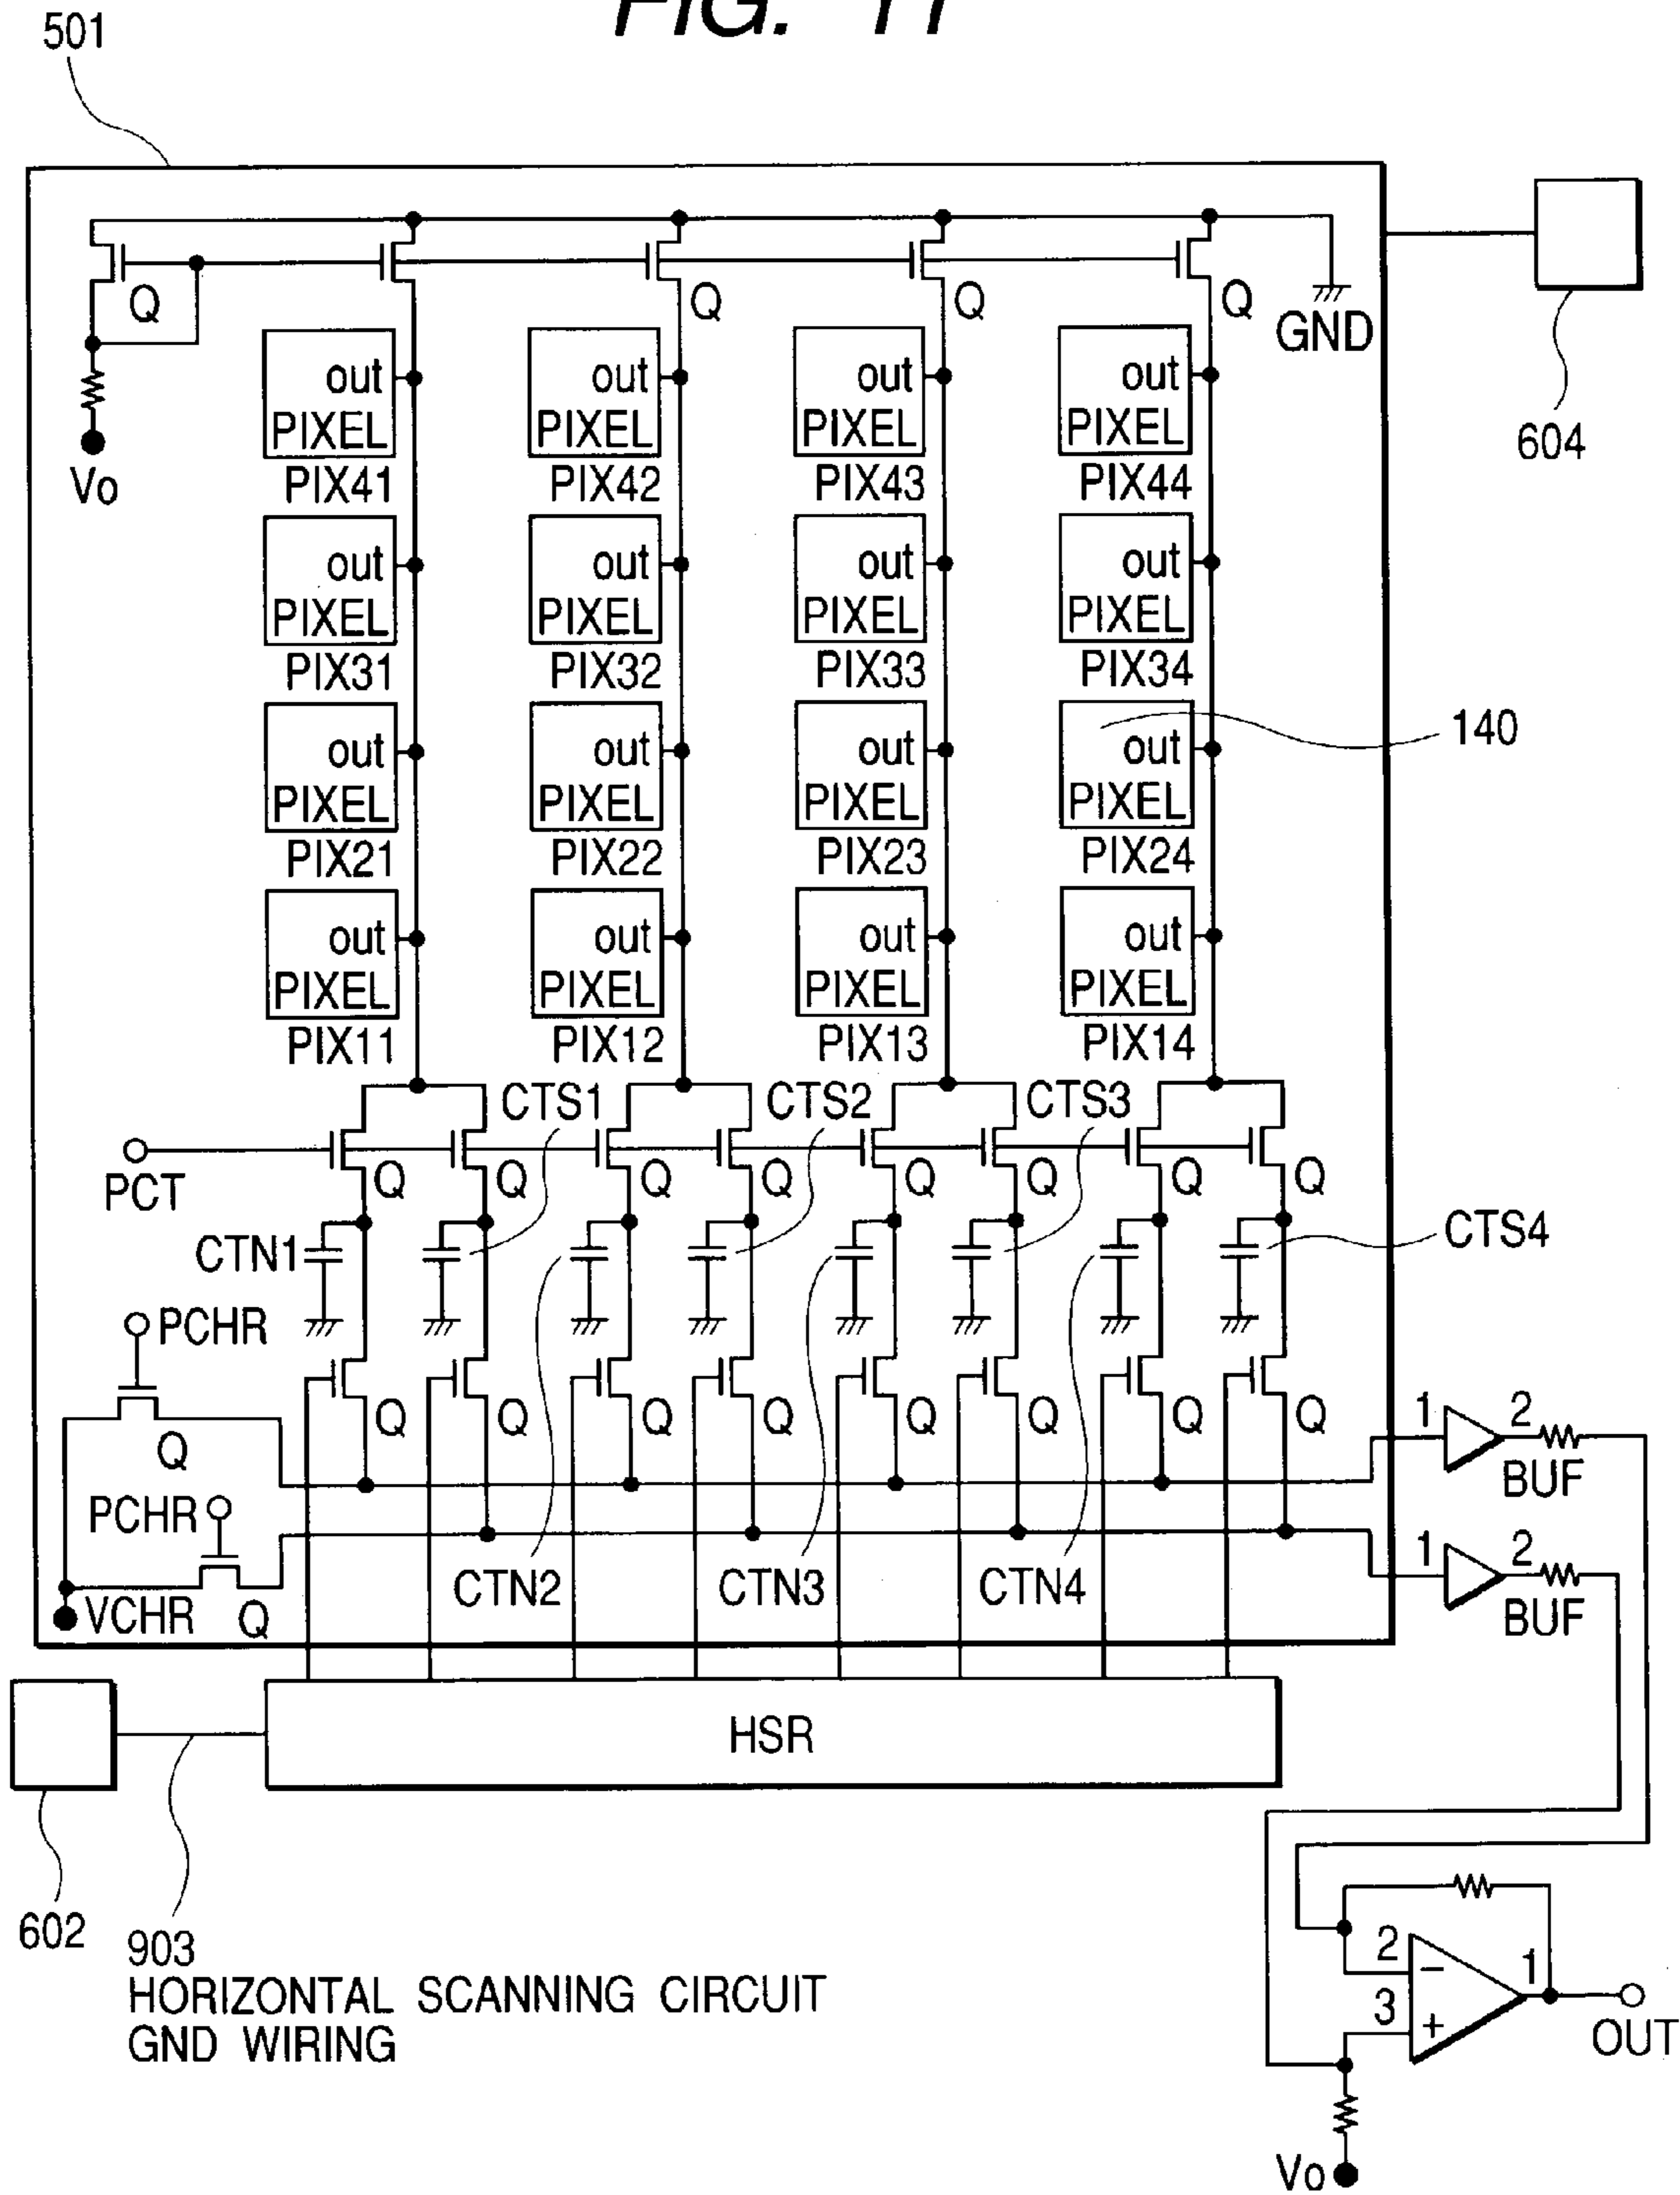 FIG. 11
501
Q
Q Q Q
GND
Vo
604
out out out out
PIXEL PIXEL PIXEL PIXEL
PIX41 PIX42 PIX43 PIX44
out out out out
PIXEL PIXEL PIXEL PIXEL
PIX31 PIX32 PIX33 PIX34
140
out out out out
PIXEL PIXEL PIXEL PIXEL
PIX21 PIX22 PIX23 PIX24
out out out out
PIXEL PIXEL PIXEL PIXEL
PIX11 PIX12 PIX13 PIX14
CTS1 CTS2 CTS3
PCT
Q Q Q Q Q Q Q Q
CTN1
CTS4
PCHR
Q Q Q Q Q Q Q Q
Q
1 2
BUF
PCHR
1 2
BUF
CTN2 CTN3 CTN4
VCHR Q
HSR
602
903
HORIZONTAL SCANNING CIRCUIT
GND WIRING
2 −
1
3 +
OUT
Vo